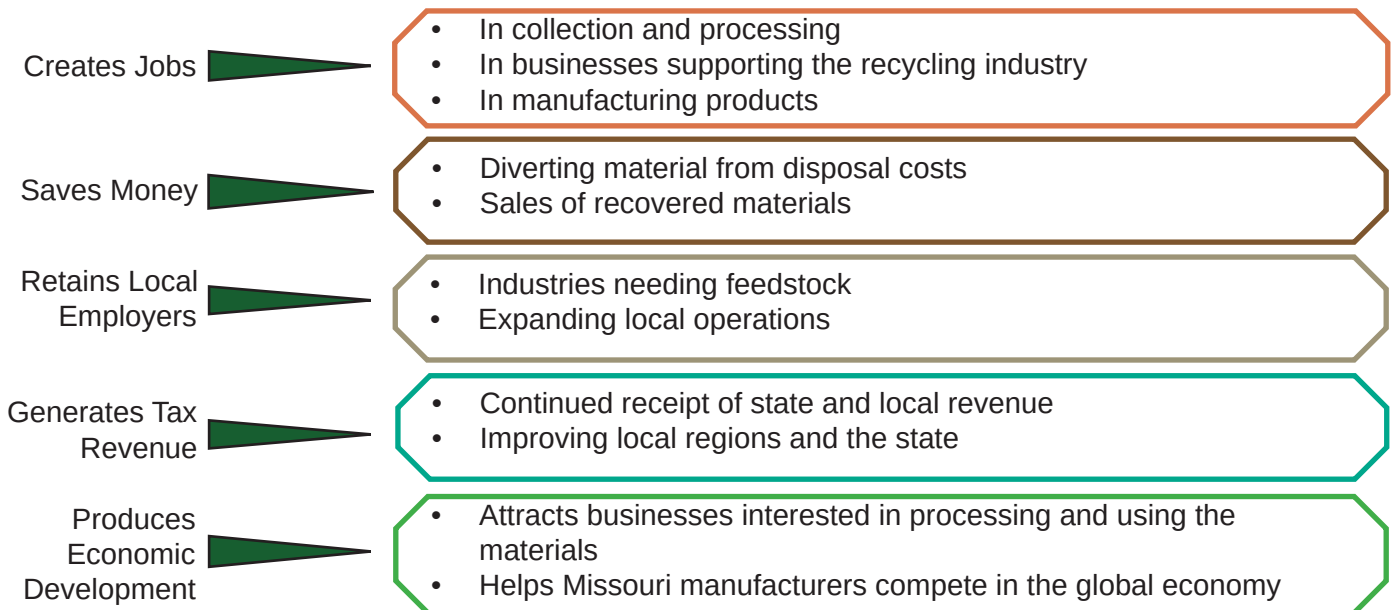 Creates Jobs
• In collection and processing
• In businesses supporting the recycling industry
• In manufacturing products
Saves Money
• Diverting material from disposal costs
• Sales of recovered materials
Retains Local
Employers
• Industries needing feedstock
• Expanding local operations
Generates Tax
Revenue
• Continued receipt of state and local revenue
• Improving local regions and the state
Produces
Economic
Development
• Attracts businesses interested in processing and using the
materials
• Helps Missouri manufacturers compete in the global economy